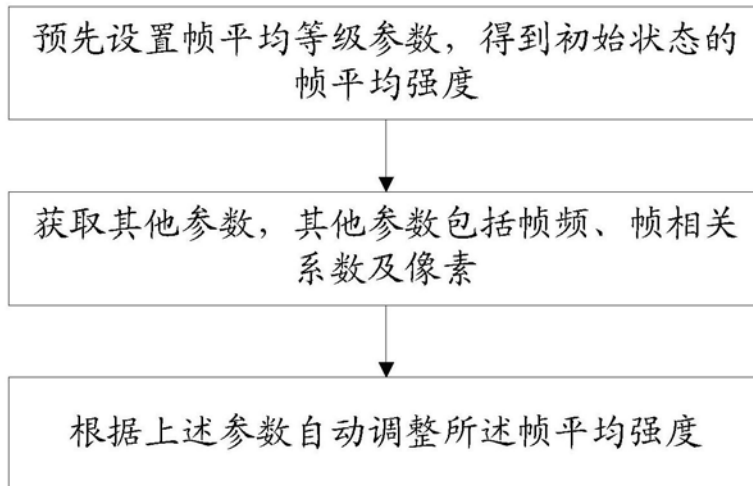 预先设置帧平均等级参数，得到初始状态的
帧平均强度
获取其他参数，其他参数包括帧频、帧相关
系数及像素
根据上述参数自动调整所述帧平均强度